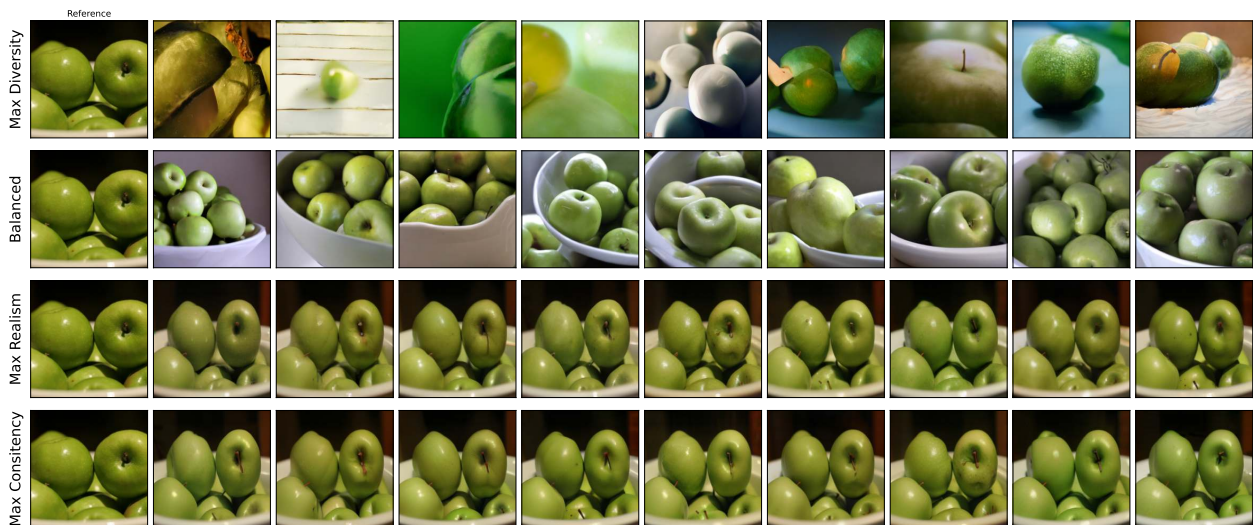 Reference
Max Diversity
Balanced
Max Realism
Max Consitency